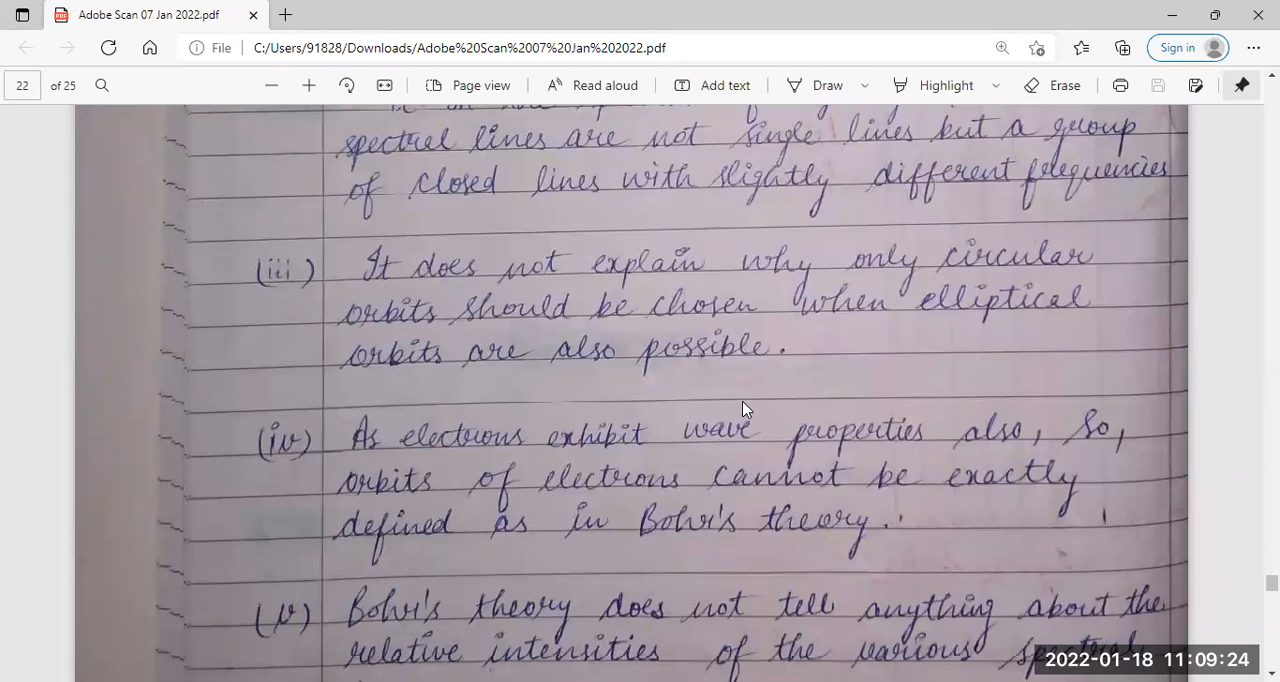 Adobe Scan 07 Jan 2022.pdf
File C:/Users/91828/Downloads/Adobe%20Scan%2007%20Jan%202022.pdf
Sign in
22 of 25 Page view Read aloud Add text Draw Highlight Erase
spectral lines are not single lines but a group
of closed lines with slightly different frequencies
(iii) It does not explain why only circular
orbits should be chosen when elliptical
orbits are also possible.
(iv) As electrons exhibit wave properties also, So,
orbits of electrons cannot be exactly
defined as in Bohr's theory.
(v) Bohr's theory does not tell anything about the
relative intensities of the various spectral
2022-01-18 11:09:24